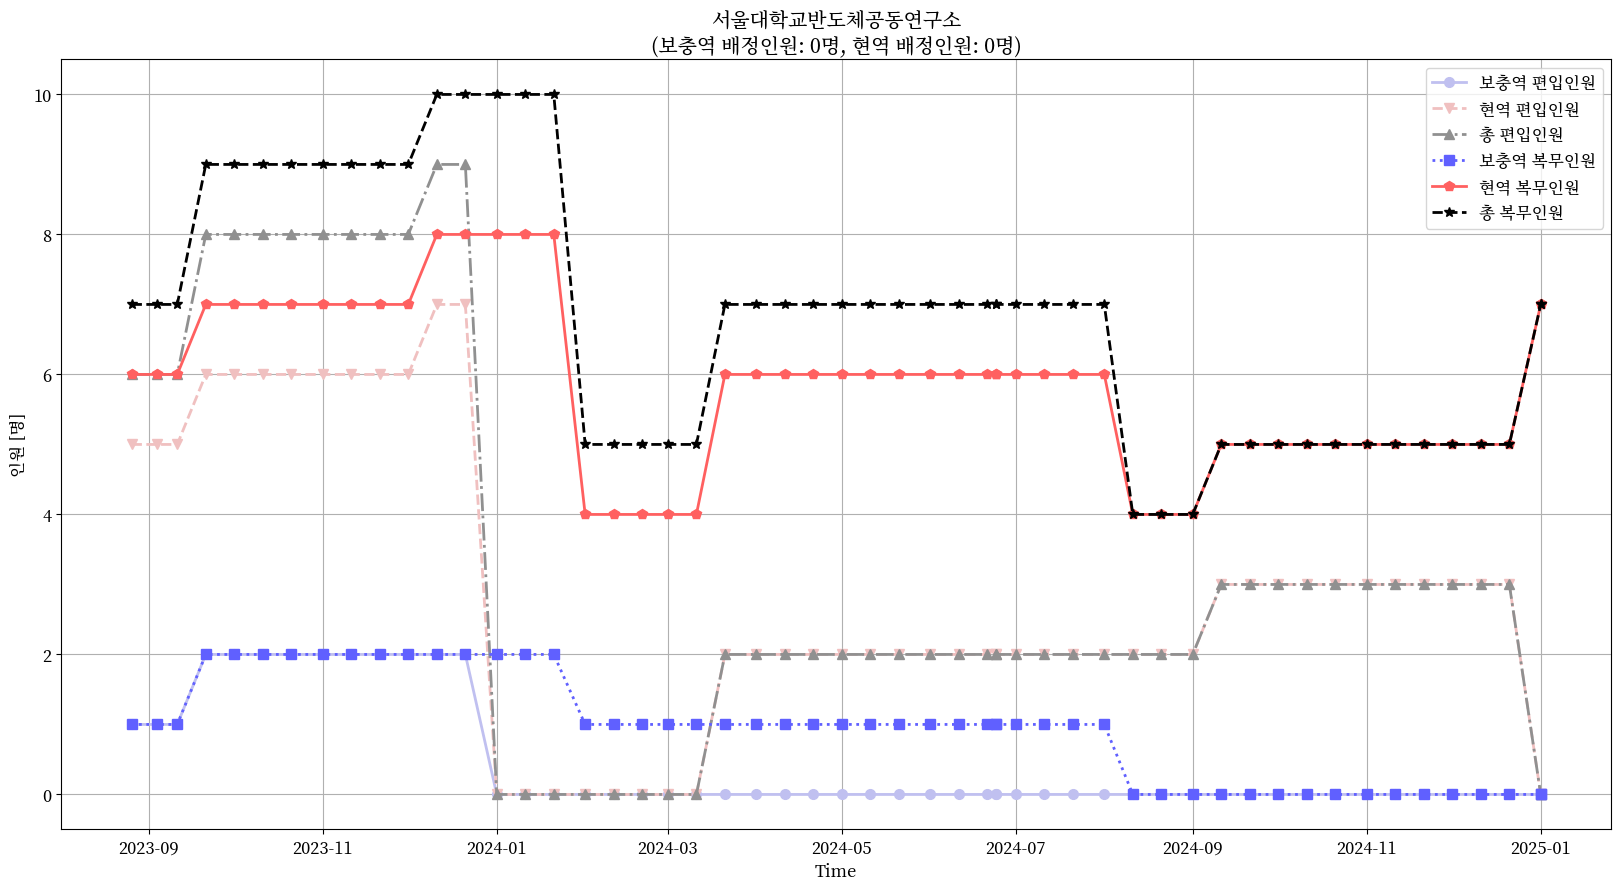 서울대학교반도체공동연구소
(보충역 배정인원: 0명, 현역 배정인원: 0명)
보충역 편입인원
현역 편입인원
총 편입인원
보충역 복무인원
현역 복무인원
총 복무인원
인원 [명]
10
8
6
4
2
0
2023-09
2023-11
2024-01
2024-03
2024-05
2024-07
2024-09
2024-11
2025-01
Time